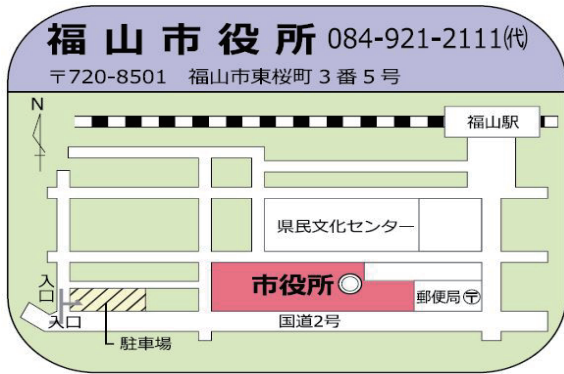 福山市役所 084-921-2111㈹
〒720-8501 福山市東桜町3番5号
N
福山駅
県民文化センター
入口
市役所
郵便局〒
入口
国道2号
駐車場